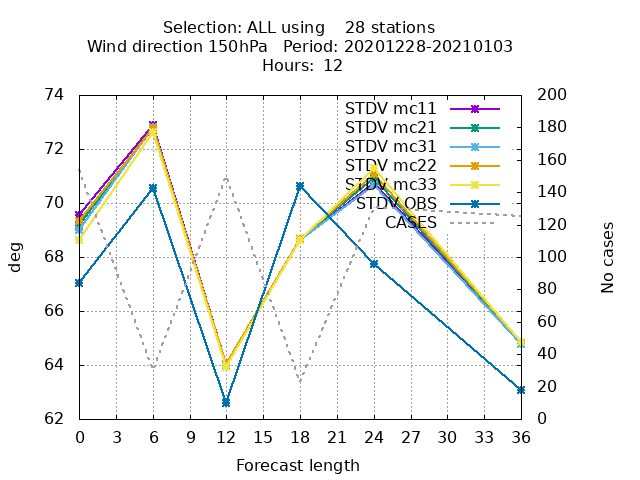 Selection: ALL using    28 stations
Wind direction 150hPa   Period: 20201228-20210103
Hours:  12
STDV mc11
STDV mc21
STDV mc31
STDV mc22
STDV mc33
STDV OBS
CASES
74
72
70
68
66
64
62
200
180
160
140
120
100
80
60
40
20
0
deg
No cases
0 3 6 9 12 15 18 21 24 27 30 33 36
Forecast length